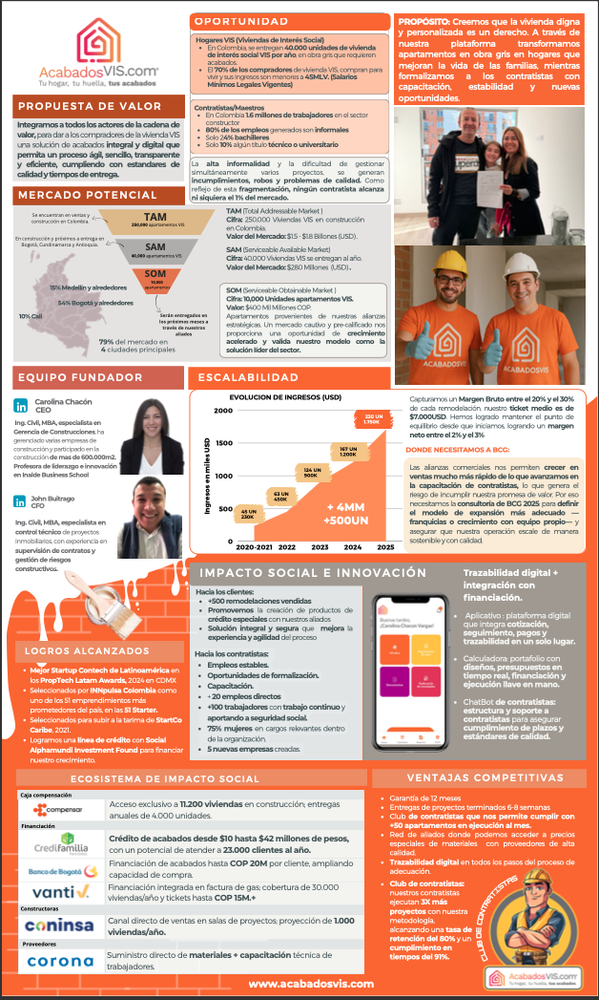 AcabadosVIS.com®
Tu hogar, tu huella, tus acabados
PROPUESTA DE VALOR
Integramos a todos los actores de la cadena de
valor, para dar a los compradores de la vivienda VIS
una solución de acabados integral y digital que
permita un proceso ágil, sencillo, transparente
y eficiente, cumpliendo con estandares de
calidad y tiempos de entrega.
OPORTUNIDAD
Hogares VIS (Viviendas de Interés Social)
En Colombia, se entregan 40.000 unidades de vivienda
de interés social VIS por año, en obra gris que requieren
acabados.
El 70% de los compradores de vivienda VIS, compran para
vivir y sus ingresos son menores a 4SMLV. (Salarios
Mínimos Legales Vigentes)
Contratistas/Maestros
En Colombia 1.6 millones de trabajadores en el sector
constructor
80% de los empleos generados son informales
Solo 24% bachilleres
Solo 10% algún título técnico o universitario
La alta informalidad y la dificultad de gestionar
simultáneamente varios proyectos, se generan
incumplimientos, robos y problemas de calidad. Como
reflejo de esta fragmentación, ningún contratista alcanza
ni siquiera el 1% del mercado.
PROPÓSITO: Creemos que la vivienda digna
y personalizada es un derecho. A través de
nuestra plataforma transformamos
apartamentos en obra gris en hogares que
mejoran la vida de las familias, mientras
formalizamos a los contratistas con
capacitación, estabilidad y nuevas
oportunidades.
MERCADO POTENCIAL
Se encuentran en ventas y
construcción en Colombia.
En construcción y próximos a entrega en
Bogotá, Cundinamarca y Antioquia.
TAM
250,000 apartamentos VIS
SAM
40,000 apartamentos VIS
SOM
10,000
apartamentos
15% Medellín y alrededores
54% Bogotá y alrededores
10% Cali
Serán entregados en
los próximos meses a
través de nuestros
aliados
79% del mercado en
4 ciudades principales
TAM (Total Addressable Market )
Cifra: 250.000 Viviendas VIS en construcción
en Colombia.
Valor del Mercado: $1.5 - $1.8 Billones (USD).
SAM (Serviceable Available Market )
Cifra: 40.000 Viviendas VIS se entregan al año.
Valor del Mercado: $280 Millones (USD).
SOM (Serviceable Obtainable Market )
Cifra: 10,000 Unidades apartamentos VIS.
Valor: $400 Mil Millones COP.
Apartamentos provenientes de nuestras alianzas
estratégicas. Un mercado cautivo y pre-calificado nos
proporciona una oportunidad de crecimiento
acelerado y valida nuestro modelo como la
solución líder del sector.
ACABADOSVIS
ACABADOSVIS
EQUIPO FUNDADOR
in
Carolina Chacón
CEO
Ing. Civil, MBA, especialista en
Gerencia de Construcciones; ha
gerenciado varias empresas de
construcción y participado en la
construcción de mas de 600.000m2.
Profesora de liderazgo e innovación
en Inalde Business School
in
John Buitrago
CFO
Ing. Civil, MBA, especialista en
control técnico de proyectos
inmobiliarios, con experiencia en
supervisión de contratos y
gestión de riesgos
constructivos.
ESCALABILIDAD
EVOLUCION DE INGRESOS (USD)
Ingresos en miles USD
2000
1500
1000
500
0
45 UN
230K
63 UN
450K
124 UN
900K
167 UN
1.200K
230 UN
1.750K
+ 4MM
+500UN
2020-2021 2022 2023 2024 2025
Capturamos un Margen Bruto entre el 20% y el 30%
de cada remodelación, nuestro ticket medio es de
$7.000USD. Hemos logrado mantener el punto de
equilibrio desde que iniciamos, logrando un margen
neto entre el 2% y el 3%
DONDE NECESITAMOS A BCG:
Las alianzas comerciales nos permiten crecer en
ventas mucho más rápido de lo que avanzamos en
la capacitación de contratistas, lo que genera el
riesgo de incumplir nuestra promesa de valor. Por eso
necesitamos la consultoría de BCG 2025 para definir
el modelo de expansión más adecuado —
franquicias o crecimiento con equipo propio— y
asegurar que nuestra operación escale de manera
sostenible y con calidad.
LOGROS ALCANZADOS
Mejor Startup Contech de Latinoamérica en
los PropTech Latam Awards, 2024 en CDMX
Seleccionados por INNpulsa Colombia como
uno de los 51 emprendimientos más
prometedores del país, en las 51 Starter.
Seleccionados para subir a la tarima de StartCo
Caribe, 2021.
Logramos una línea de crédito con Social
Alphamundi Investment Found para financiar
nuestro crecimiento.
IMPACTO SOCIAL E INNOVACIÓN
Hacia los clientes:
+500 remodelaciones vendidas
Promovemos la creación de productos de
crédito especiales con nuestros aliados
Solución integral y segura que mejora la
experiencia y agilidad del proceso
Hacia los contratistas:
Empleos estables.
Oportunidades de formalización.
Capacitación.
+ 20 empleos directos
+100 trabajadores con trabajo continuo y
aportando a seguridad social.
75% mujeres en cargos relevantes dentro
de la organización.
5 nuevas empresas creadas.
Buenas tardes,
¡Carolina Chacon Vargas!
Trazabilidad digital +
integración con
financiación.
Aplicativo : plataforma digital
que integra cotización,
seguimiento, pagos y
trazabilidad en un solo lugar.
Calculadora: portafolio con
diseños, presupuestos en
tiempo real, financiación y
ejecución llave en mano.
ChatBot de contratistas:
estructura y soporte a
contratistas para asegurar
cumplimiento de plazos y
estándares de calidad.
ECOSISTEMA DE IMPACTO SOCIAL
Caja compensación
compensar
Acceso exclusivo a 11.200 viviendas en construcción; entregas
anuales de 4.000 unidades.
Financiación
Credifamilia
Crédito de acabados desde $10 hasta $42 millones de pesos,
con un potencial de atender a 23.000 clientes al año.
Banco de Bogotá
Financiación de acabados hasta COP 20M por cliente, ampliando
capacidad de compra.
vanti
Financiación integrada en factura de gas; cobertura de 30.000
viviendas/año y tickets hasta COP 15M.+
Constructoras
coninsa
Canal directo de ventas en salas de proyectos; proyección de 1.000
viviendas/año.
Proveedores
corona
Suministro directo de materiales + capacitación técnica de
trabajadores.
www.acabadosvis.com
VENTAJAS COMPETITIVAS
Garantía de 12 meses
Entregas de proyectos terminados 6-8 semanas
Club de contratistas que nos permite cumplir con
+50 apartamentos en ejecución al mes.
Red de aliados donde podemos acceder a precios
especiales de materiales con proveedores de alta
calidad.
Trazabilidad digital en todos los pasos del proceso de
adecuación.
Club de contratistas:
nuestros contratistas
ejecutan 3X más
proyectos con nuestra
metodología,
alcanzando una tasa de
retención del 80% y un
cumplimiento en
tiempos del 91%.
CLUB DE CONTRATISTAS
AcabadosVIS.com®
Tu hogar, tu huella, tus acabados